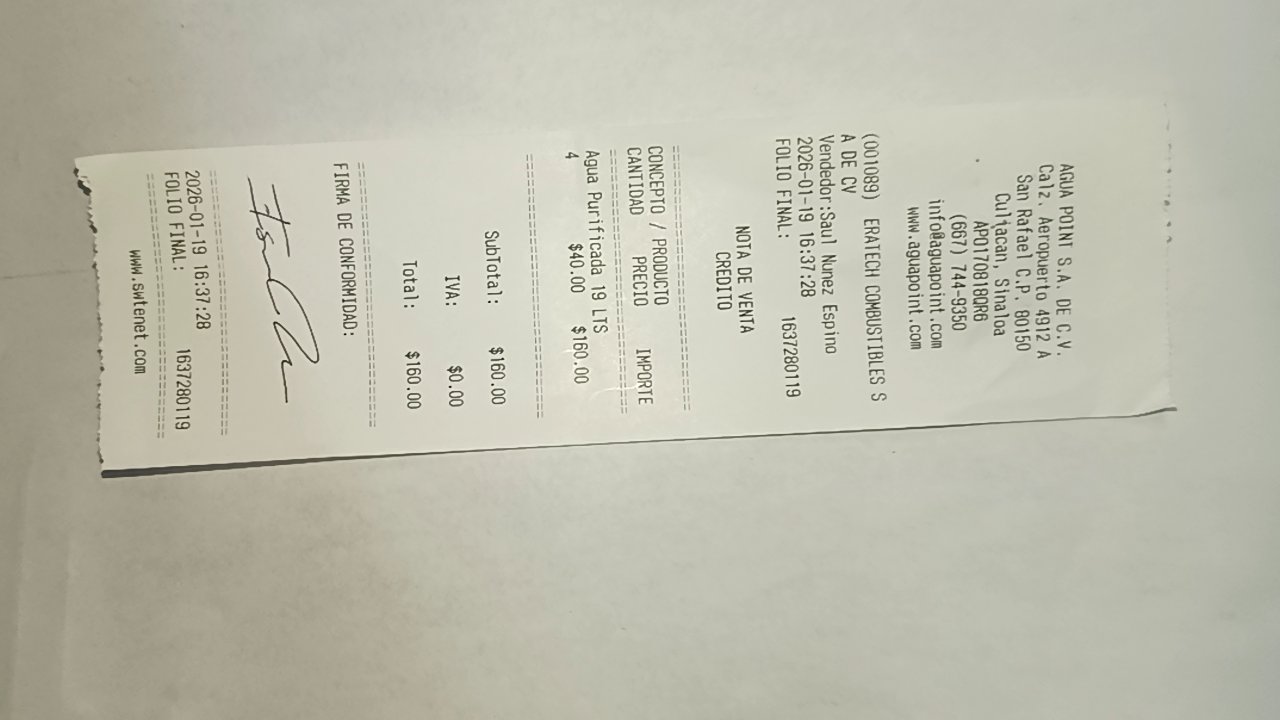 AGUA POINT S.A. DE C.V.
Calz. Aeropuerto 4912 A
San Rafael C.P. 80150
Culiacan, Sinaloa
APO170818QR6
(667) 744-9350
info@aguapoint.com
www.aguapoint.com
(001089) ERATECH COMBUSTIBLES S
A DE CV
Vendedor:Saul Nunez Espino
2026-01-19 16:37:28
FOLIO FINAL: 1637280119
NOTA DE VENTA
CREDITO
CONCEPTO / PRODUCTO
CANTIDAD PRECIO IMPORTE
Agua Purificada 19 LTS
4 $40.00 $160.00
SubTotal: $160.00
IVA: $0.00
Total: $160.00
FIRMA DE CONFORMIDAD:
2026-01-19 16:37:28
FOLIO FINAL: 1637280119
www.swtenet.com